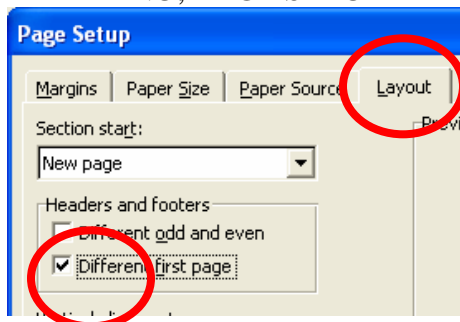 Page Setup
Margins Paper Size Paper Source Layout
Section start:
New page
Headers and footers
Different odd and even
Different first page